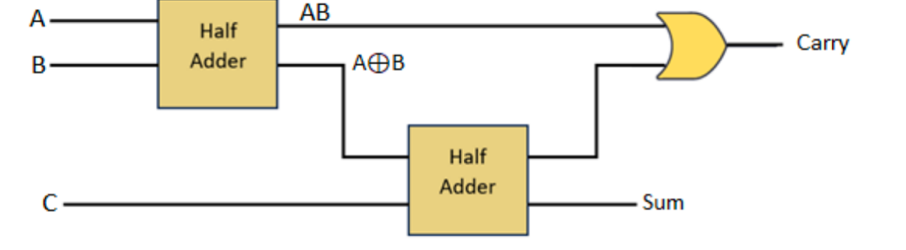 A
AB
Half
Adder
B
A⊕B
Carry
Half
Adder
C
Sum